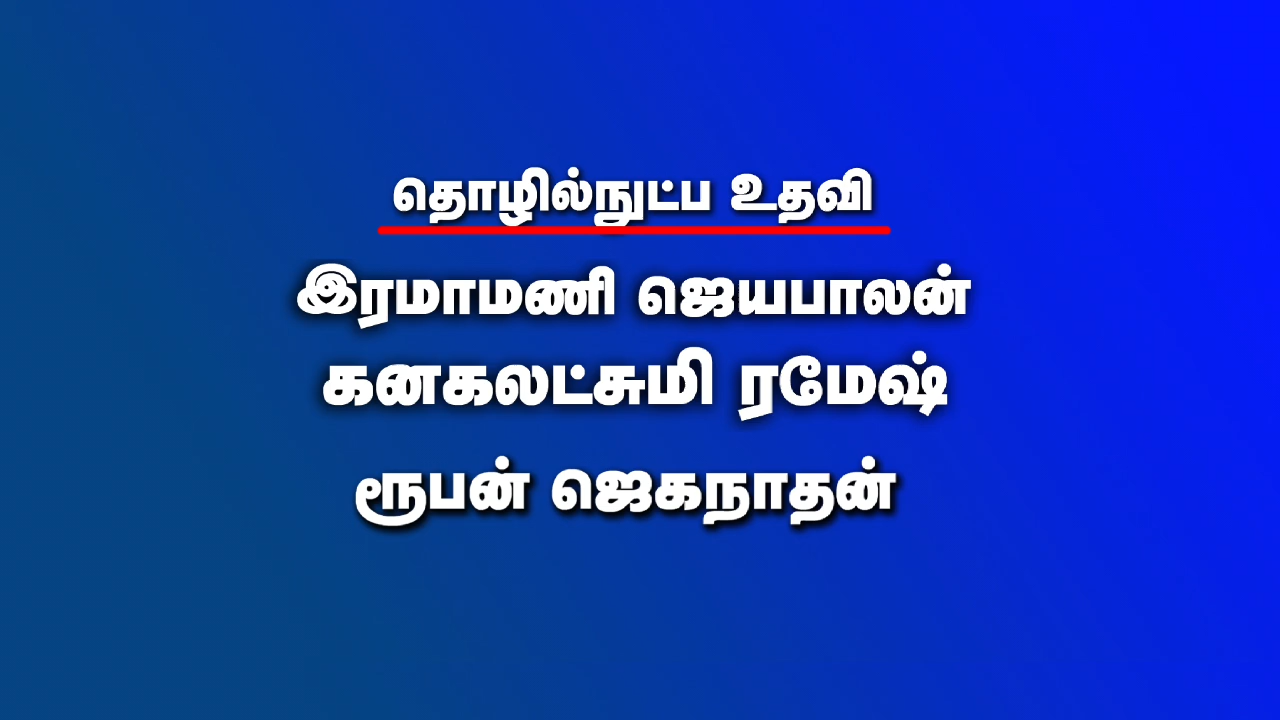 தொழில்நுட்ப உதவி
இரமாமணி ஜெயபாலன்
கனகலட்சுமி ரமேஷ்
ரூபன் ஜெகநாதன்